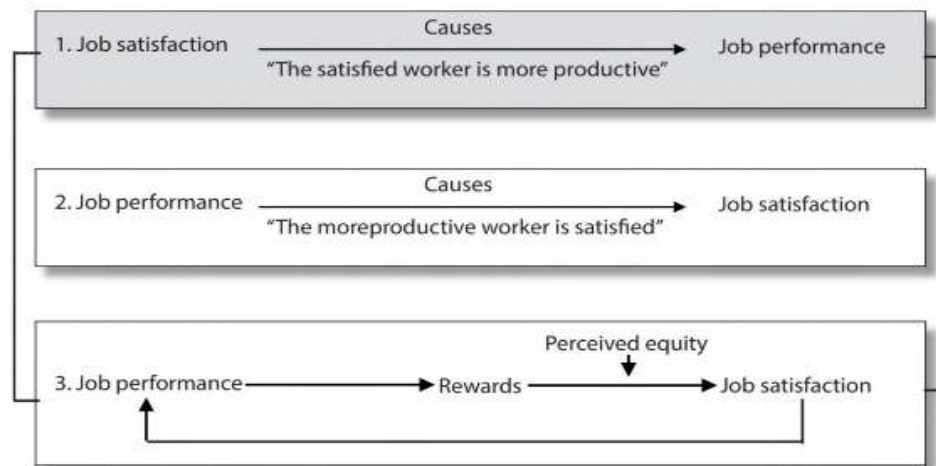 Causes
1. Job satisfaction Job performance
“The satisfied worker is more productive”
Causes
2. Job performance Job satisfaction
“The moreproductive worker is satisfied”
Perceived equity
3. Job performance Rewards Job satisfaction